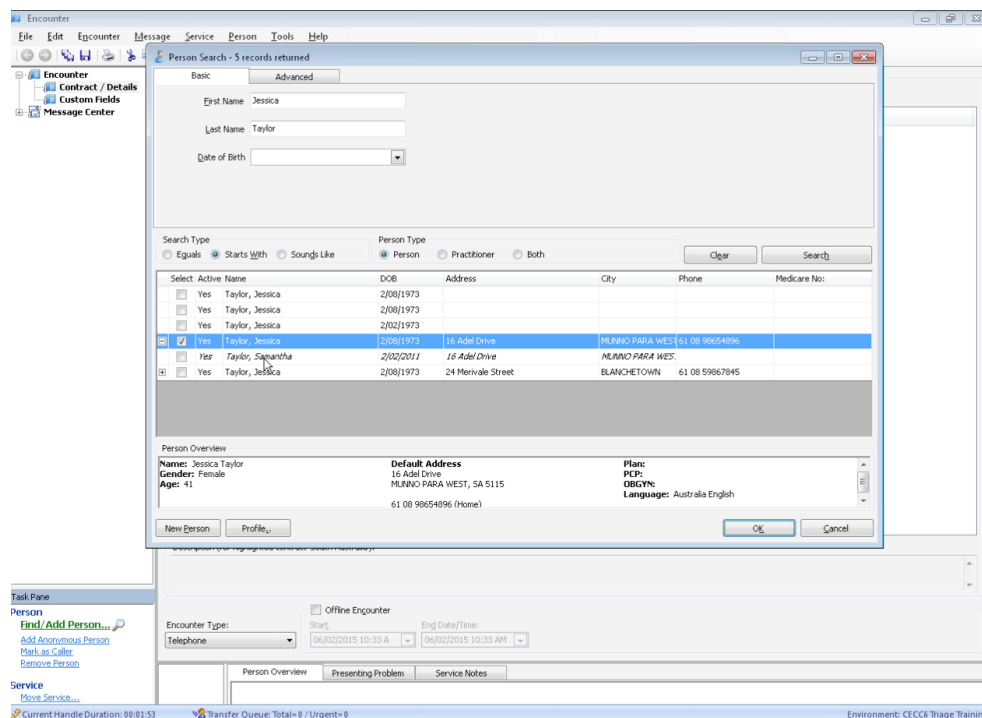 Encounter
File Edit Encounter Message Service Person Tools Help
Encounter
Contract / Details
Custom Fields
Message Center
Person Search - 5 records returned
Basic Advanced
First Name Jessica
Last Name Taylor
Date of Birth
Search Type Person Type
Equals Starts With Sounds Like Person Practitioner Both Clear Search
Select Active Name DOB Address City Phone Medicare No:
Yes Taylor, Jessica 2/08/1973
Yes Taylor, Jessica 2/08/1973
Yes Taylor, Jessica 2/02/1973
Yes Taylor, Jessica 2/08/1973 16 Adel Drive MUNNO PARA WEST 61 08 98654896
Yes Taylor, Samantha 2/02/2011 16 Adel Drive MUNNO PARA WES.
Yes Taylor, Jessica 2/08/1973 24 Merivale Street BLANCHETOWN 61 08 59867845
Person Overview
Name: Jessica Taylor Default Address Plan:
Gender: Female 16 Adel Drive PCP:
Age: 41 MUNNO PARA WEST, SA 5115 OBGYN:
Language: Australia English
61 08 98654896 (Home)
New Person Profile... OK Cancel
Task Pane
Person
Find/Add Person...
Add Anonymous Person
Mark as Caller
Remove Person
Service
Move Service...
Offline Encounter
Encounter Type: Start End Date/Time:
Telephone 06/02/2015 10:33 A 06/02/2015 10:33 AM
Person Overview Presenting Problem Service Notes
Current Handle Duration: 00:01:53 Transfer Queue: Total= 0 / Urgent= 0 Environment: CECC6 Triage Trainin